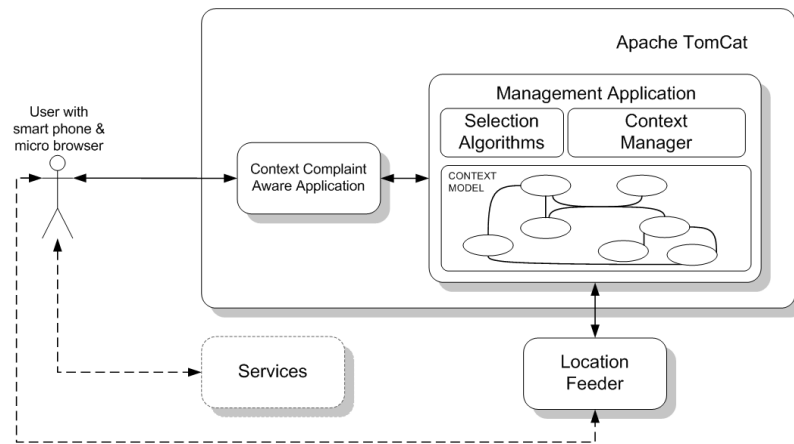 Apache TomCat
User with
smart phone &
micro browser
Management Application
Selection
Algorithms
Context
Manager
Context Complaint
Aware Application
CONTEXT
MODEL
Services
Location
Feeder